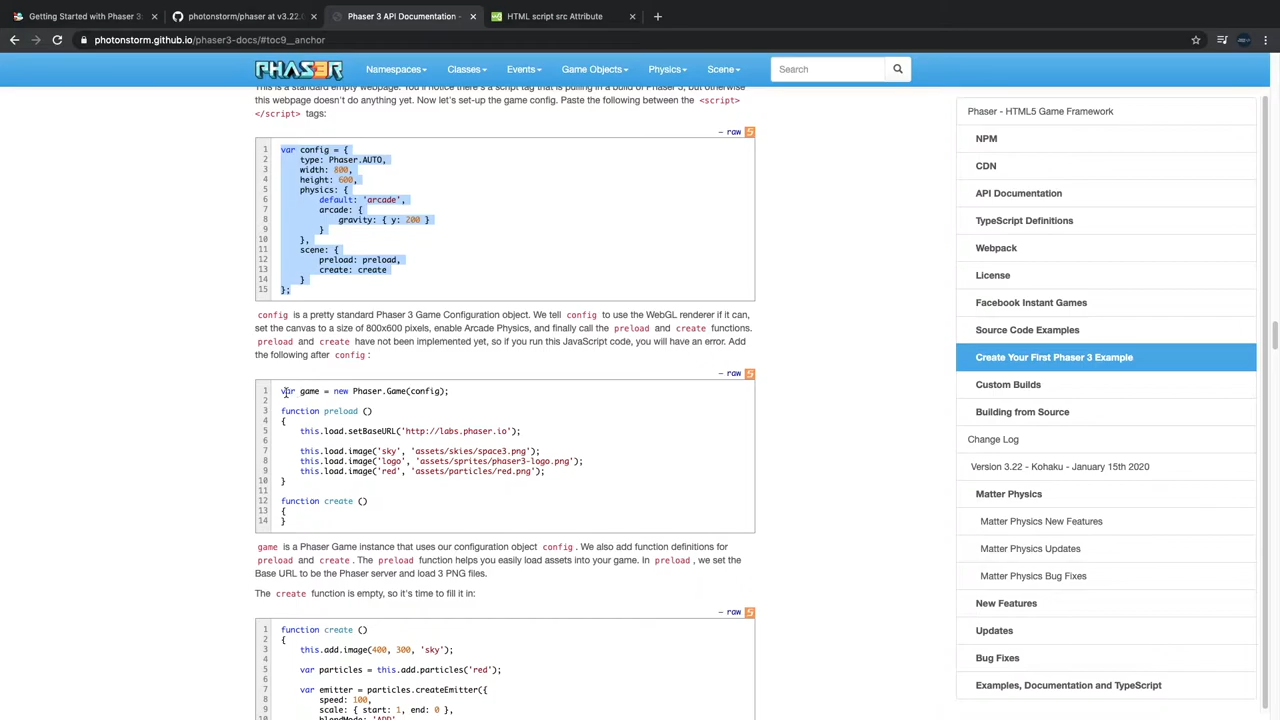 Getting Started with Phaser 3:
photonstorm/phaser at v3.22.0
Phaser 3 API Documentation -
HTML script src Attribute
photonstorm.github.io/phaser3-docs/#toc9__anchor
PHASER
Namespaces
Classes
Events
Game Objects
Physics
Scene
Search
This is a standard empty webpage. You'll notice there's a script tag that is pulling in a build of Phaser 3, but otherwise
this webpage doesn't do anything yet. Now let's set-up the game config. Paste the following between the <script>
</script> tags:
– raw
1 var config = {
2 type: Phaser.AUTO,
3 width: 800,
4 height: 600,
5 physics: {
6 default: 'arcade',
7 arcade: {
8 gravity: { y: 200 }
9 }
10 },
11 scene: {
12 preload: preload,
13 create: create
14 }
15 };
config is a pretty standard Phaser 3 Game Configuration object. We tell config to use the WebGL renderer if it can,
set the canvas to a size of 800x600 pixels, enable Arcade Physics, and finally call the preload and create functions.
preload and create have not been implemented yet, so if you run this JavaScript code, you will have an error. Add
the following after config :
– raw
1 var game = new Phaser.Game(config);
2
3 function preload ()
4 {
5 this.load.setBaseURL('http://labs.phaser.io');
6
7 this.load.image('sky', 'assets/skies/space3.png');
8 this.load.image('logo', 'assets/sprites/phaser3-logo.png');
9 this.load.image('red', 'assets/particles/red.png');
10 }
11
12 function create ()
13 {
14 }
game is a Phaser Game instance that uses our configuration object config . We also add function definitions for
preload and create . The preload function helps you easily load assets into your game. In preload , we set the
Base URL to be the Phaser server and load 3 PNG files.
The create function is empty, so it's time to fill it in:
– raw
1 function create ()
2 {
3 this.add.image(400, 300, 'sky');
4
5 var particles = this.add.particles('red');
6
7 var emitter = particles.createEmitter({
8 speed: 100,
9 scale: { start: 1, end: 0 },
10 blendMode: 'ADD'
Phaser - HTML5 Game Framework
NPM
CDN
API Documentation
TypeScript Definitions
Webpack
License
Facebook Instant Games
Source Code Examples
Create Your First Phaser 3 Example
Custom Builds
Building from Source
Change Log
Version 3.22 - Kohaku - January 15th 2020
Matter Physics
Matter Physics New Features
Matter Physics Updates
Matter Physics Bug Fixes
New Features
Updates
Bug Fixes
Examples, Documentation and TypeScript